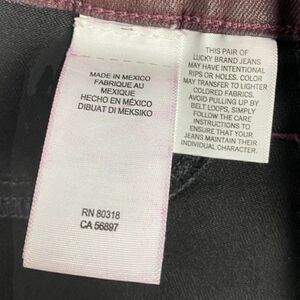 MADE IN MEXICO
FABRIQUE AU
MEXIQUE
HECHO EN MÉXICO
DIBUAT DI MEKSIKO
RN 80318
CA 56897
THIS PAIR OF
LUCKY BRAND JEANS
MAY HAVE INTENTIONAL
RIPS OR HOLES. COLOR
MAY TRANSFER TO LIGHTER
COLORED FABRICS.
AVOID PULLING UP BY
BELT LOOPS, SIMPLY
FOLLOW THE CARE
INSTRUCTIONS TO
ENSURE THAT YOUR
JEANS MAINTAIN THEIR
INDIVIDUAL CHARACTER.